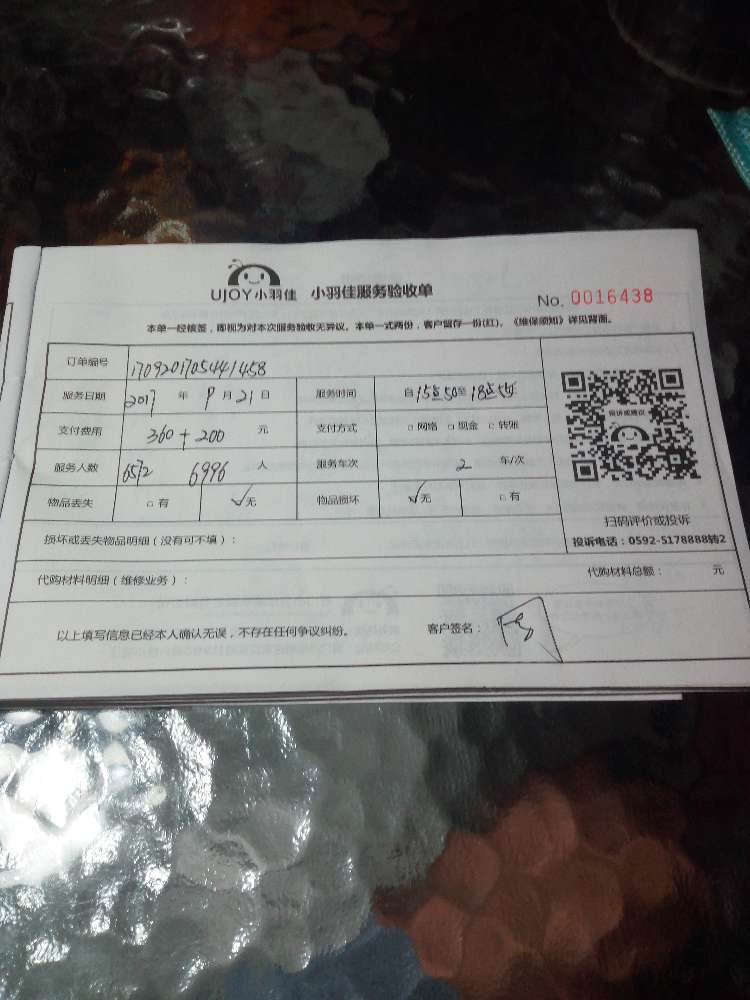 UJOY小羽佳 小羽佳服务验收单
No. 0016438
本单一经核签，即视为对本次服务验收无异议。本单一式两份，客户留存一份(红)，《维保须知》详见背面。
订单编号 170920170544 1458
服务日期 2017 年 9 月 21 日 服务时间 自 15点50 至 18点50
支付费用 360+200 元 支付方式 □ 网络 □ 现金 □ 转账
服务人数 6572 6996 人 服务车次 2 车/次
物品丢失 □ 有 ✓无 物品损坏 ✓无 □ 有
投诉或建议
扫码评价或投诉
投诉电话：0592-5178888转2
损坏或丢失物品明细（没有可不填）：
代购材料明细（维修业务）： 代购材料总额： 元
以上填写信息已经本人确认无误，不存在任何争议纠纷。 客户签名：